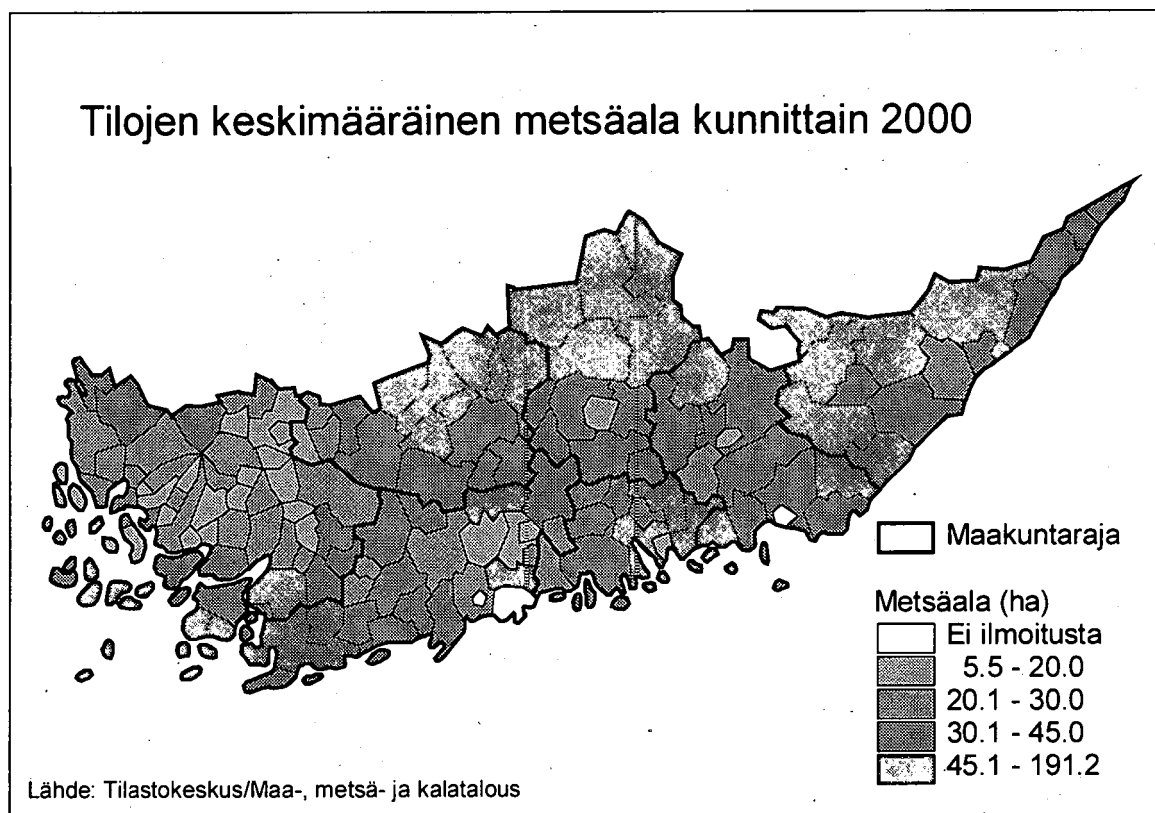 Tilojen keskimääräinen metsäala kunnittain 2000
Maakuntaraja
Metsäala (ha)
Ei ilmoitusta
5.5 - 20.0
20.1 - 30.0
30.1 - 45.0
45.1 - 191.2
Lähde: Tilastokeskus/Maa-, metsä- ja kalatalous